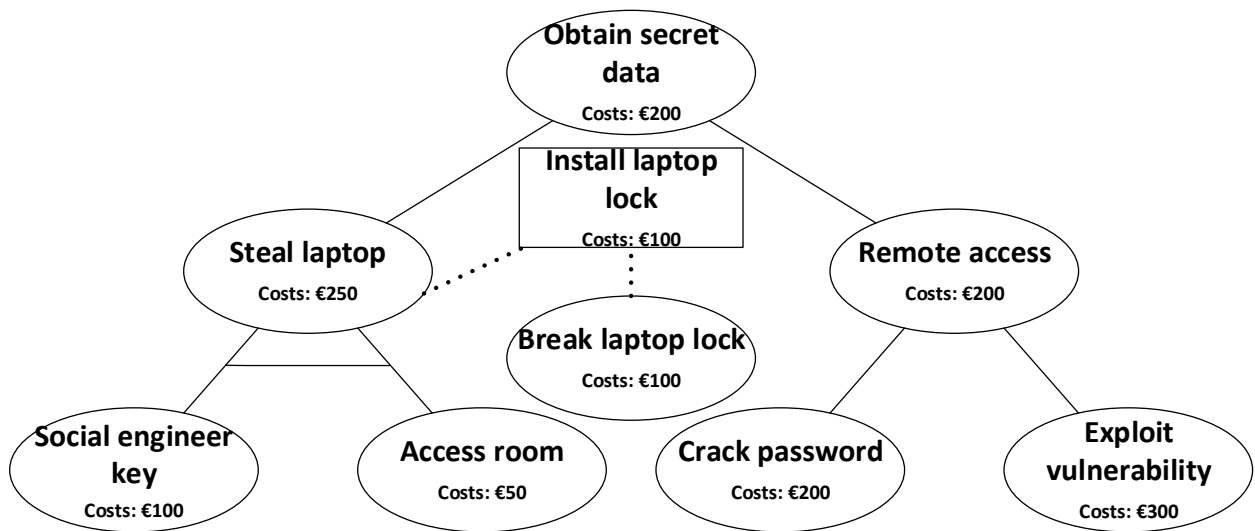 Obtain secret
data
Costs: €200
Install laptop
lock
Costs: €100
Steal laptop
Costs: €250
Remote access
Costs: €200
Break laptop lock
Costs: €100
Social engineer
key
Costs: €100
Access room
Costs: €50
Crack password
Costs: €200
Exploit
vulnerability
Costs: €300